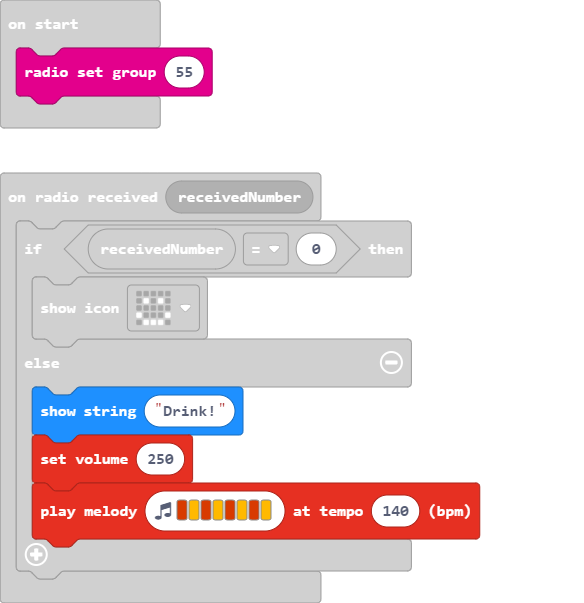 on start
radio set group 55
on radio received receivedNumber
if receivedNumber = 0 then
show icon
else
show string "Drink!"
set volume 250
play melody at tempo 140 (bpm)